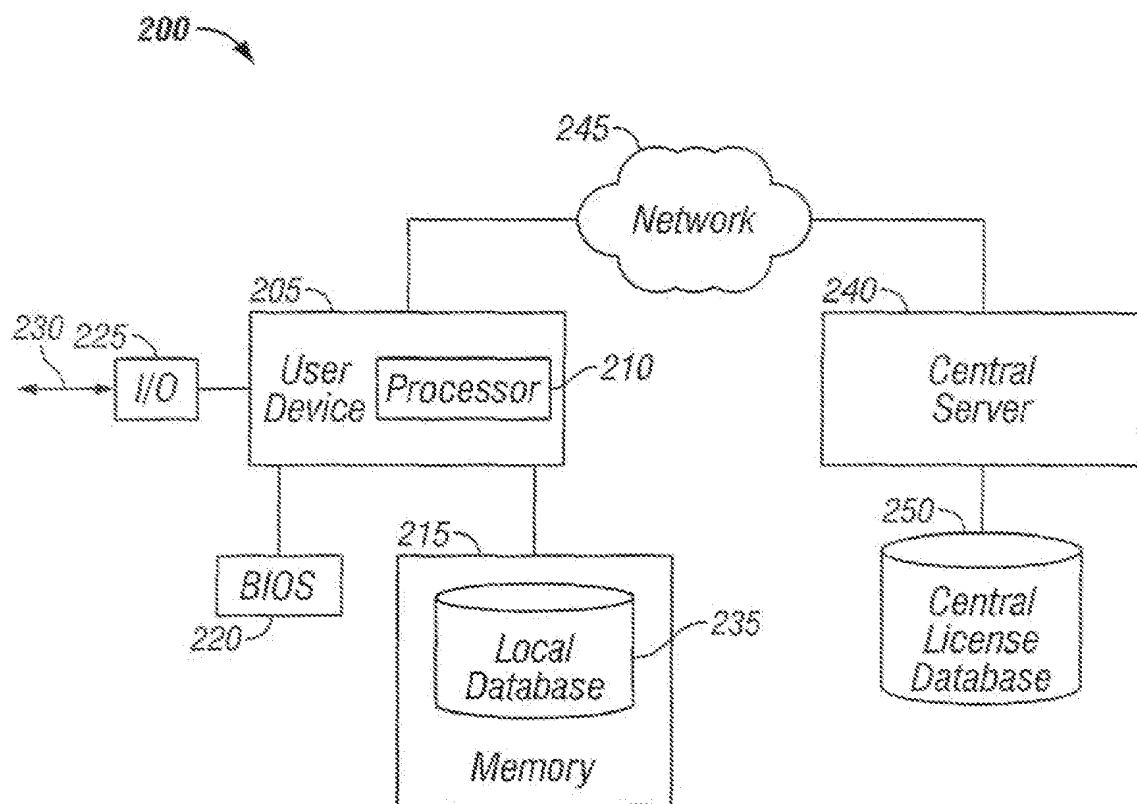 200
245
Network
205
240
230
225
I/O
User
Device
Processor
210
Central
Server
215
250
BIOS
220
Local
Database
235
Central
License
Database
Memory